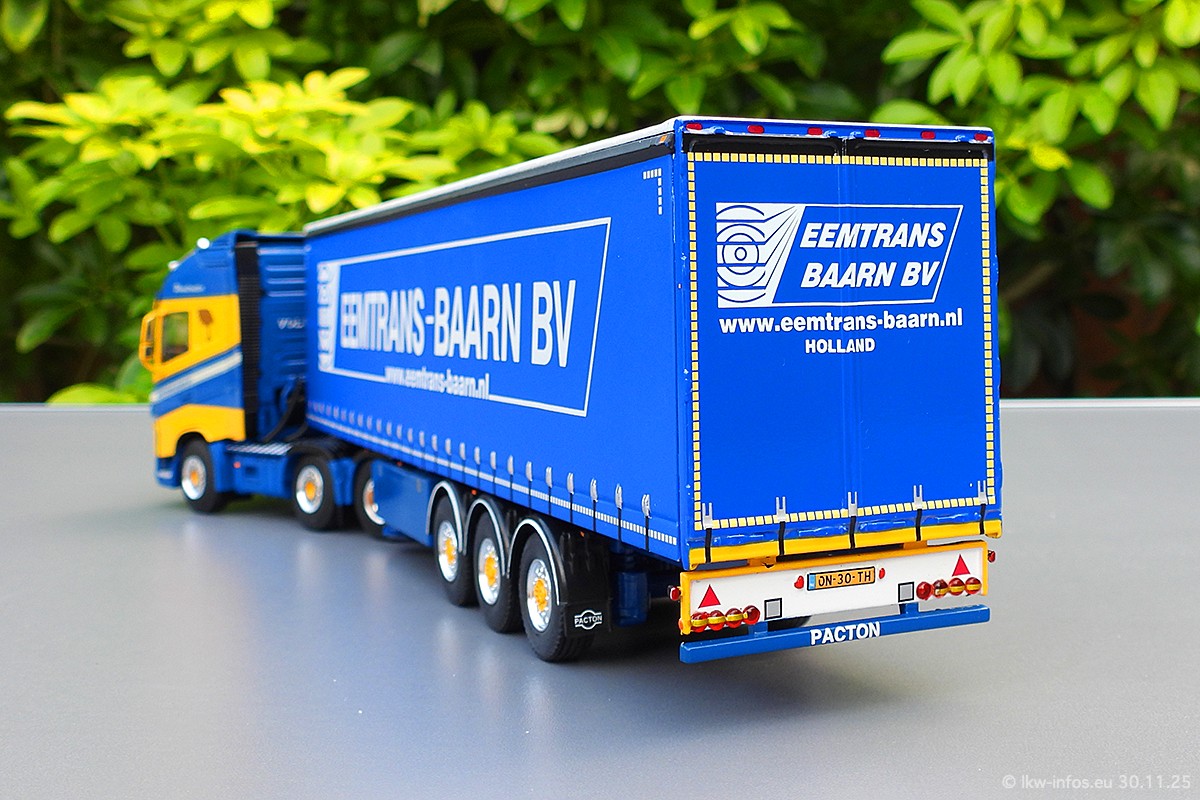 EEMTRANS-BAARN BV
www.eemtrans-baarn.nl
EEMTRANS
BAARN BV
www.eemtrans-baarn.nl
HOLLAND
ON-30-TH
PACTON
PACTON
© lkw-infos.eu 30.11.25